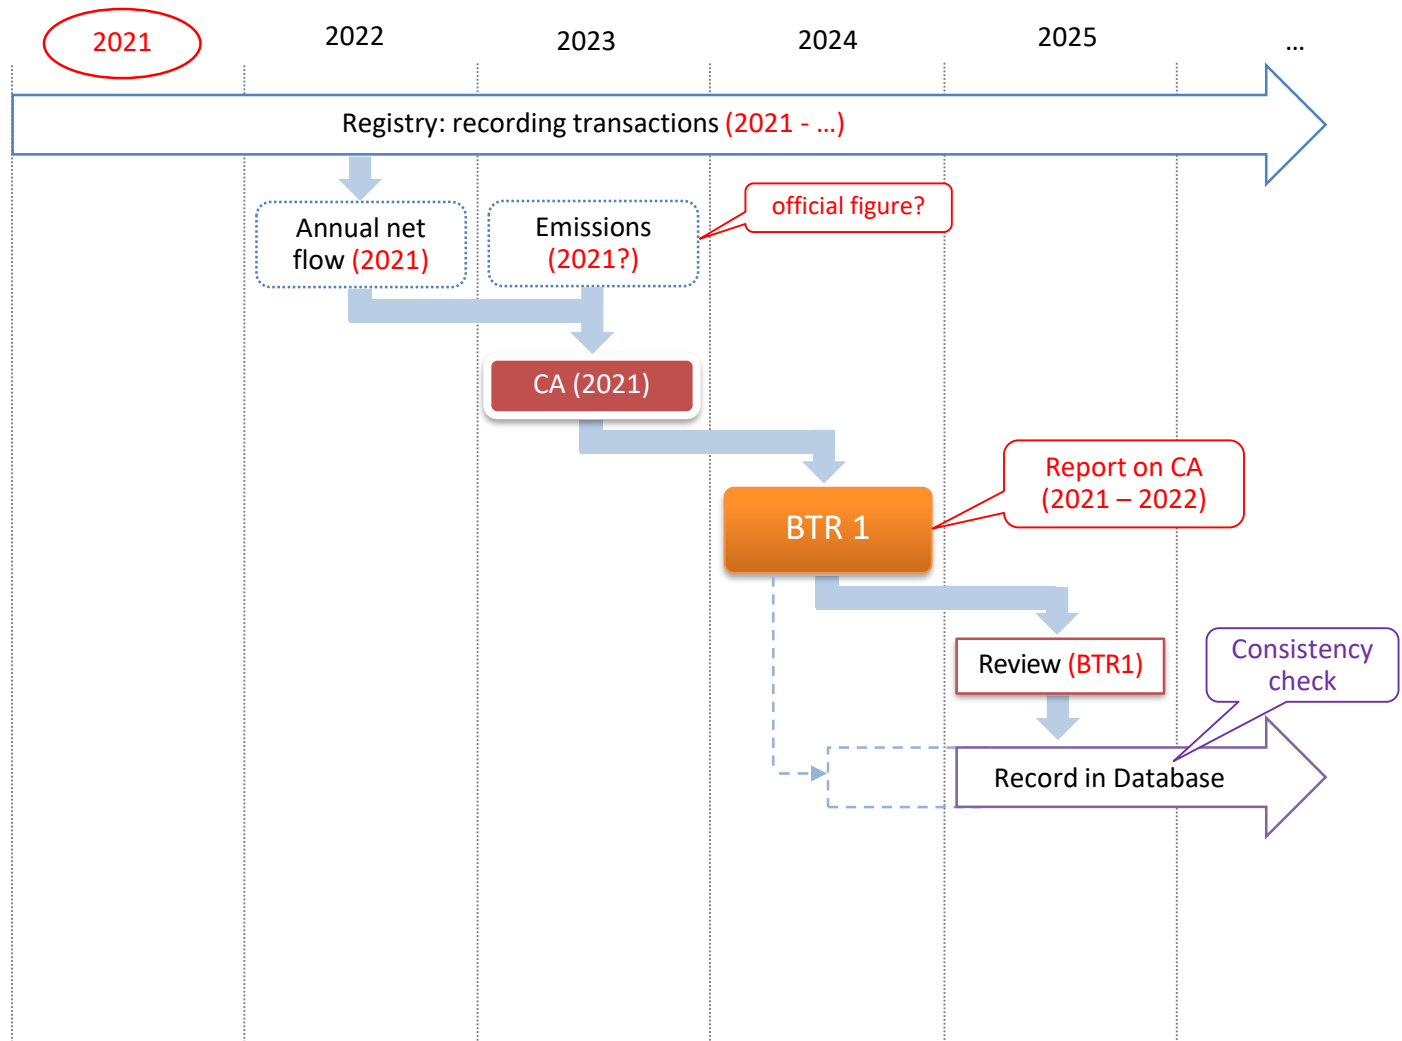 2021
2022
2023
2024
2025
...
Registry: recording transactions (2021 - ...)
Annual net
flow (2021)
Emissions
(2021?)
official figure?
CA (2021)
Report on CA
(2021 – 2022)
BTR 1
Review (BTR1)
Consistency
check
Record in Database